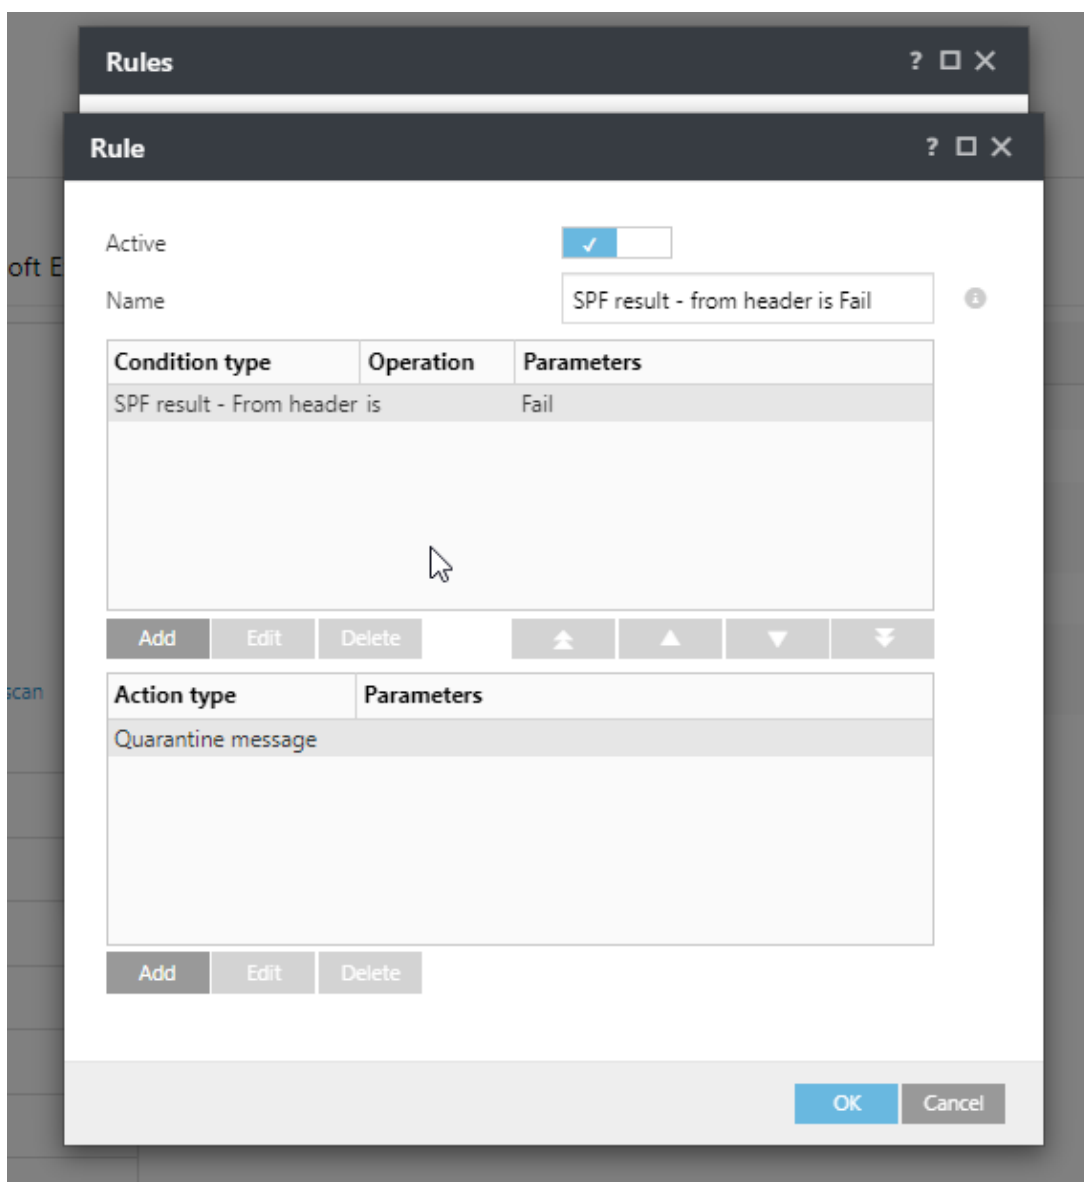 Rules
?
Rule
?
Active
oft E
Name
SPF result - from header is Fail
Condition type Operation Parameters
SPF result - From header is Fail
Add Edit Delete
scan
Action type Parameters
Quarantine message
Add Edit Delete
OK Cancel